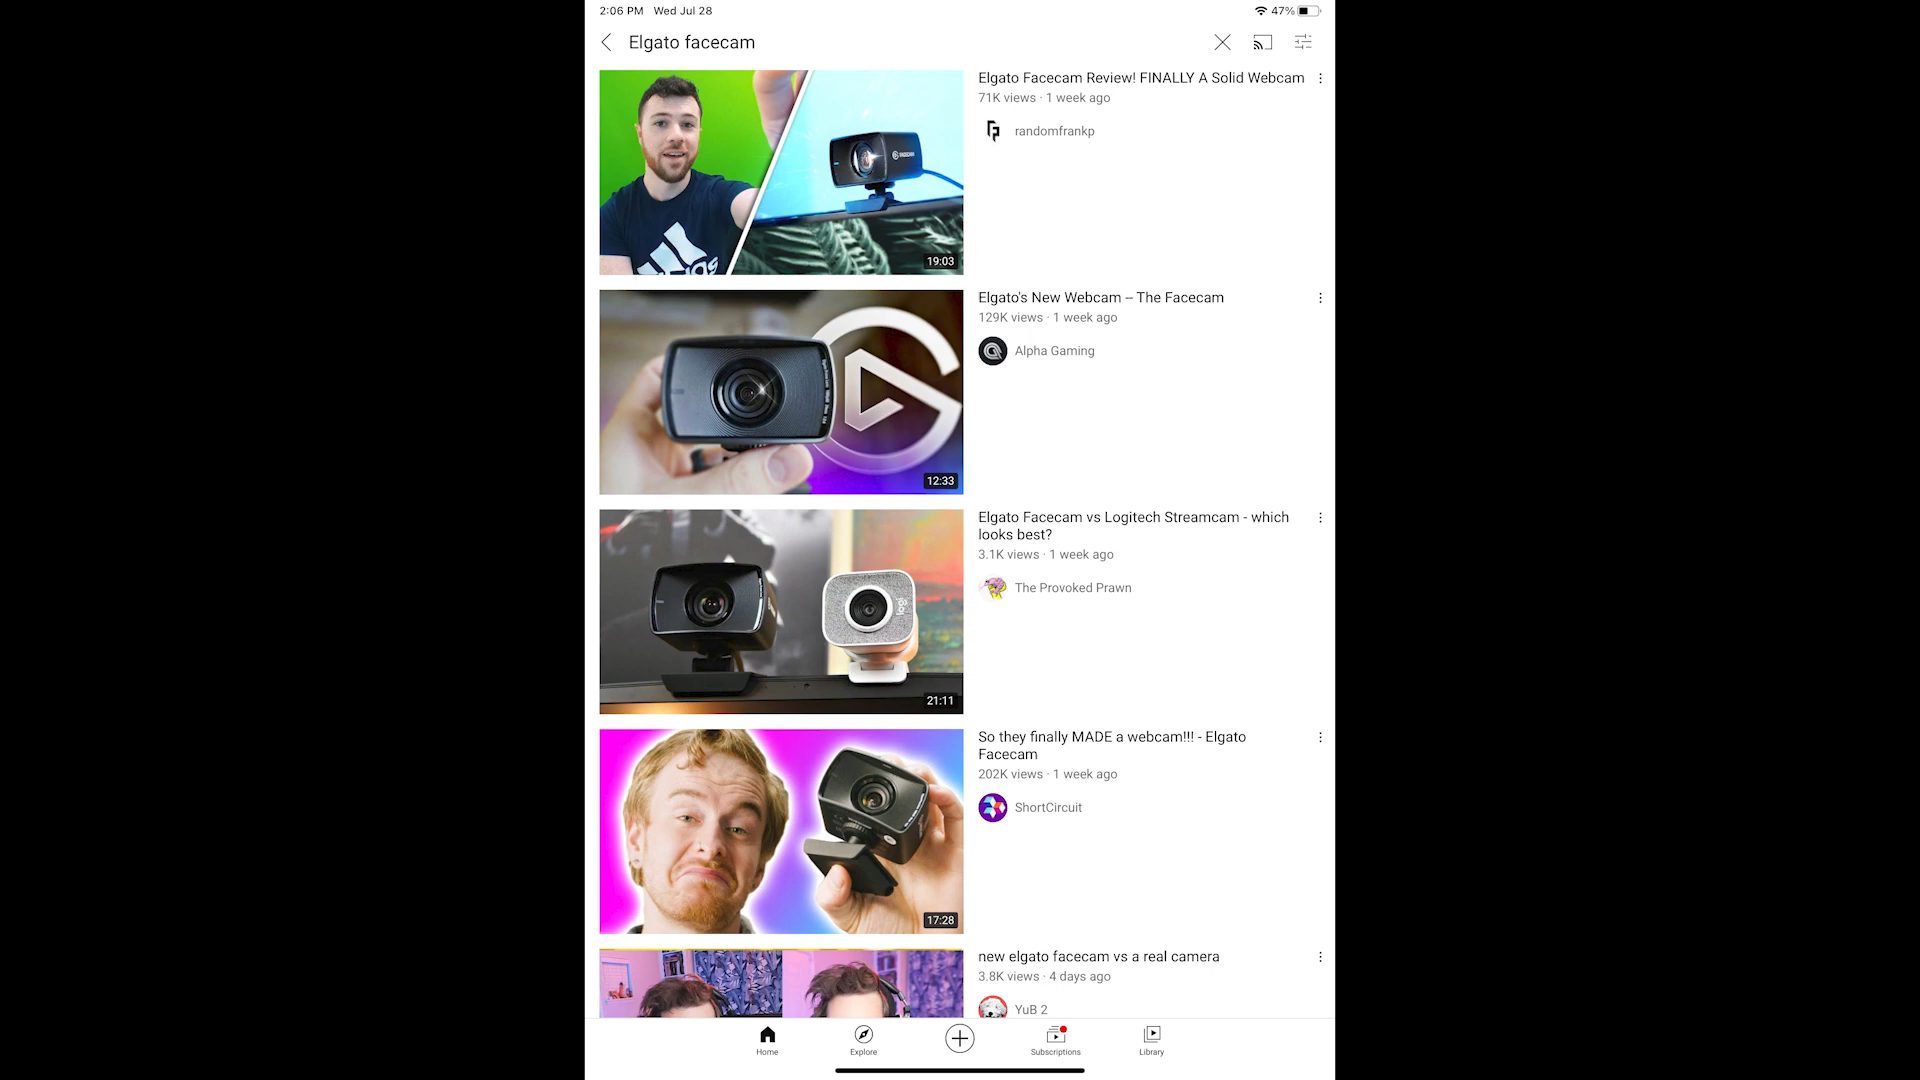 2:06 PM Wed Jul 28
47%
Elgato facecam
Elgato Facecam Review! FINALLY A Solid Webcam
71K views · 1 week ago
randomfrankp
FACECAM
adidas
19:03
Elgato's New Webcam -- The Facecam
129K views · 1 week ago
Alpha Gaming
12:33
Elgato Facecam vs Logitech Streamcam - which
looks best?
3.1K views · 1 week ago
The Provoked Prawn
logi
21:11
So they finally MADE a webcam!!! - Elgato
Facecam
202K views · 1 week ago
ShortCircuit
17:28
new elgato facecam vs a real camera
3.8K views · 4 days ago
YuB 2
Home
Explore
Subscriptions
Library